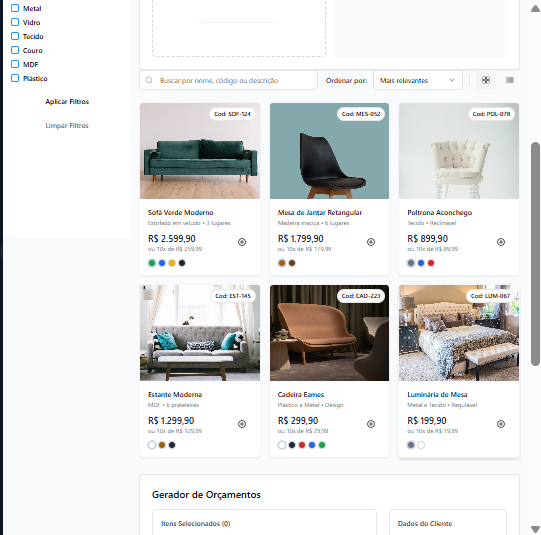 Metal
Vidro
Tecido
Couro
MDF
Plástico
Aplicar Filtros
Limpar Filtros
Buscar por nome, código ou descrição
Ordenar por:
Mais relevantes
Cod: SOF-124
Sofá Verde Moderno
Estofado em veludo • 3 lugares
R$ 2.599,90
ou 10x de R$ 259,99
Cod: MES-052
Mesa de Jantar Retangular
Madeira maciça • 6 lugares
R$ 1.799,90
ou 10x de R$ 179,99
Cod: POL-078
Poltrona Aconchego
Tecido • Reclinável
R$ 899,90
ou 10x de R$ 89,99
Cod: EST-145
Estante Moderna
MDF • 6 prateleiras
R$ 1.299,90
ou 10x de R$ 129,99
Cod: CAD-223
Cadeira Eames
Plástico e Metal • Design
R$ 299,90
ou 10x de R$ 29,99
Cod: LUM-067
Luminária de Mesa
Metal e Tecido • Regulável
R$ 199,90
ou 10x de R$ 19,99
Gerador de Orçamentos
Itens Selecionados (0)
Dados do Cliente